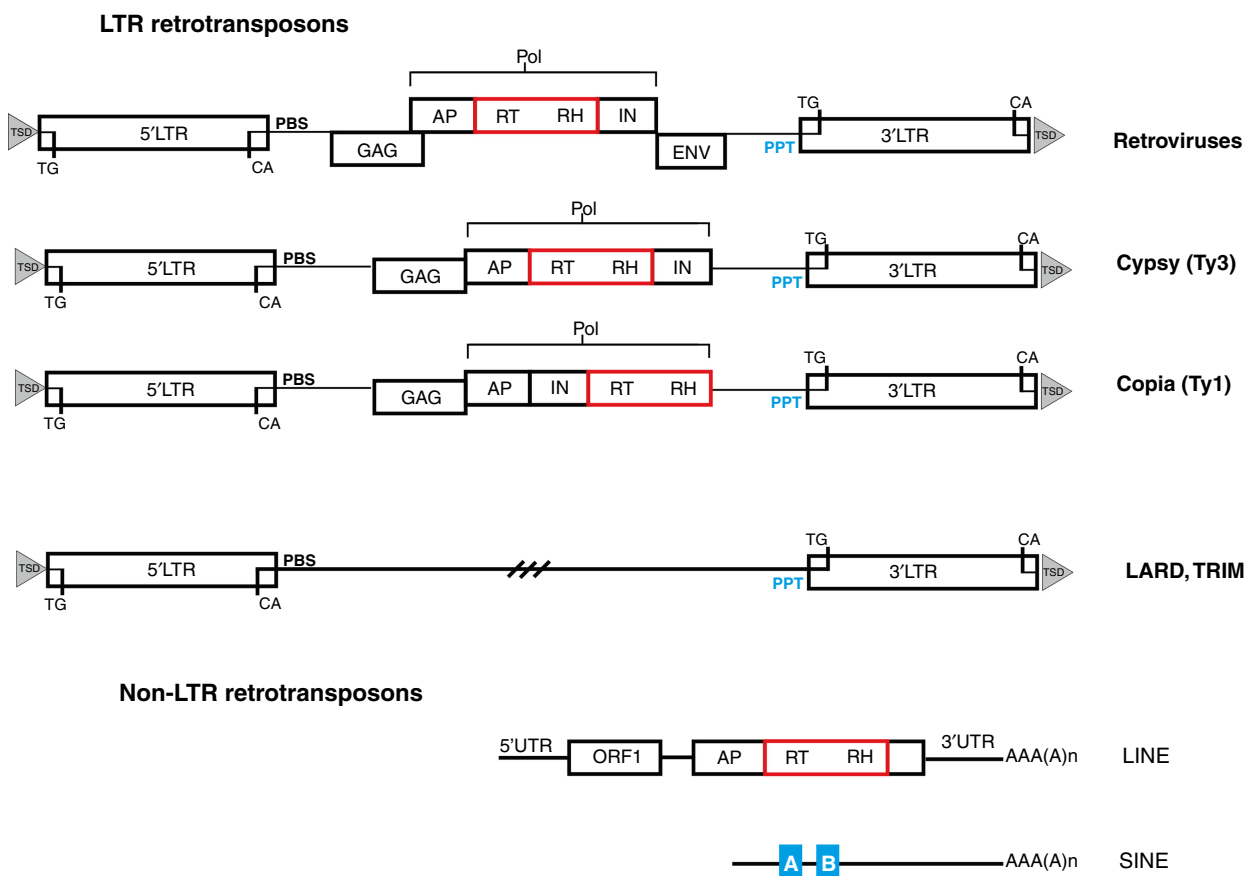 LTR retrotransposons
Pol
TSD 5′LTR PBS GAG AP RT RH IN ENV PPT TG 3′LTR CA TSD Retroviruses
TG CA
Pol
TSD 5′LTR PBS GAG AP RT RH IN PPT TG 3′LTR CA TSD Cypsy (Ty3)
TG CA
Pol
TSD 5′LTR PBS GAG AP IN RT RH PPT TG 3′LTR CA TSD Copia (Ty1)
TG CA
TSD 5′LTR PBS PPT TG 3′LTR CA TSD LARD, TRIM
TG CA
Non-LTR retrotransposons
5'UTR ORF1 AP RT RH 3′UTR AAA(A)n LINE
A B AAA(A)n SINE